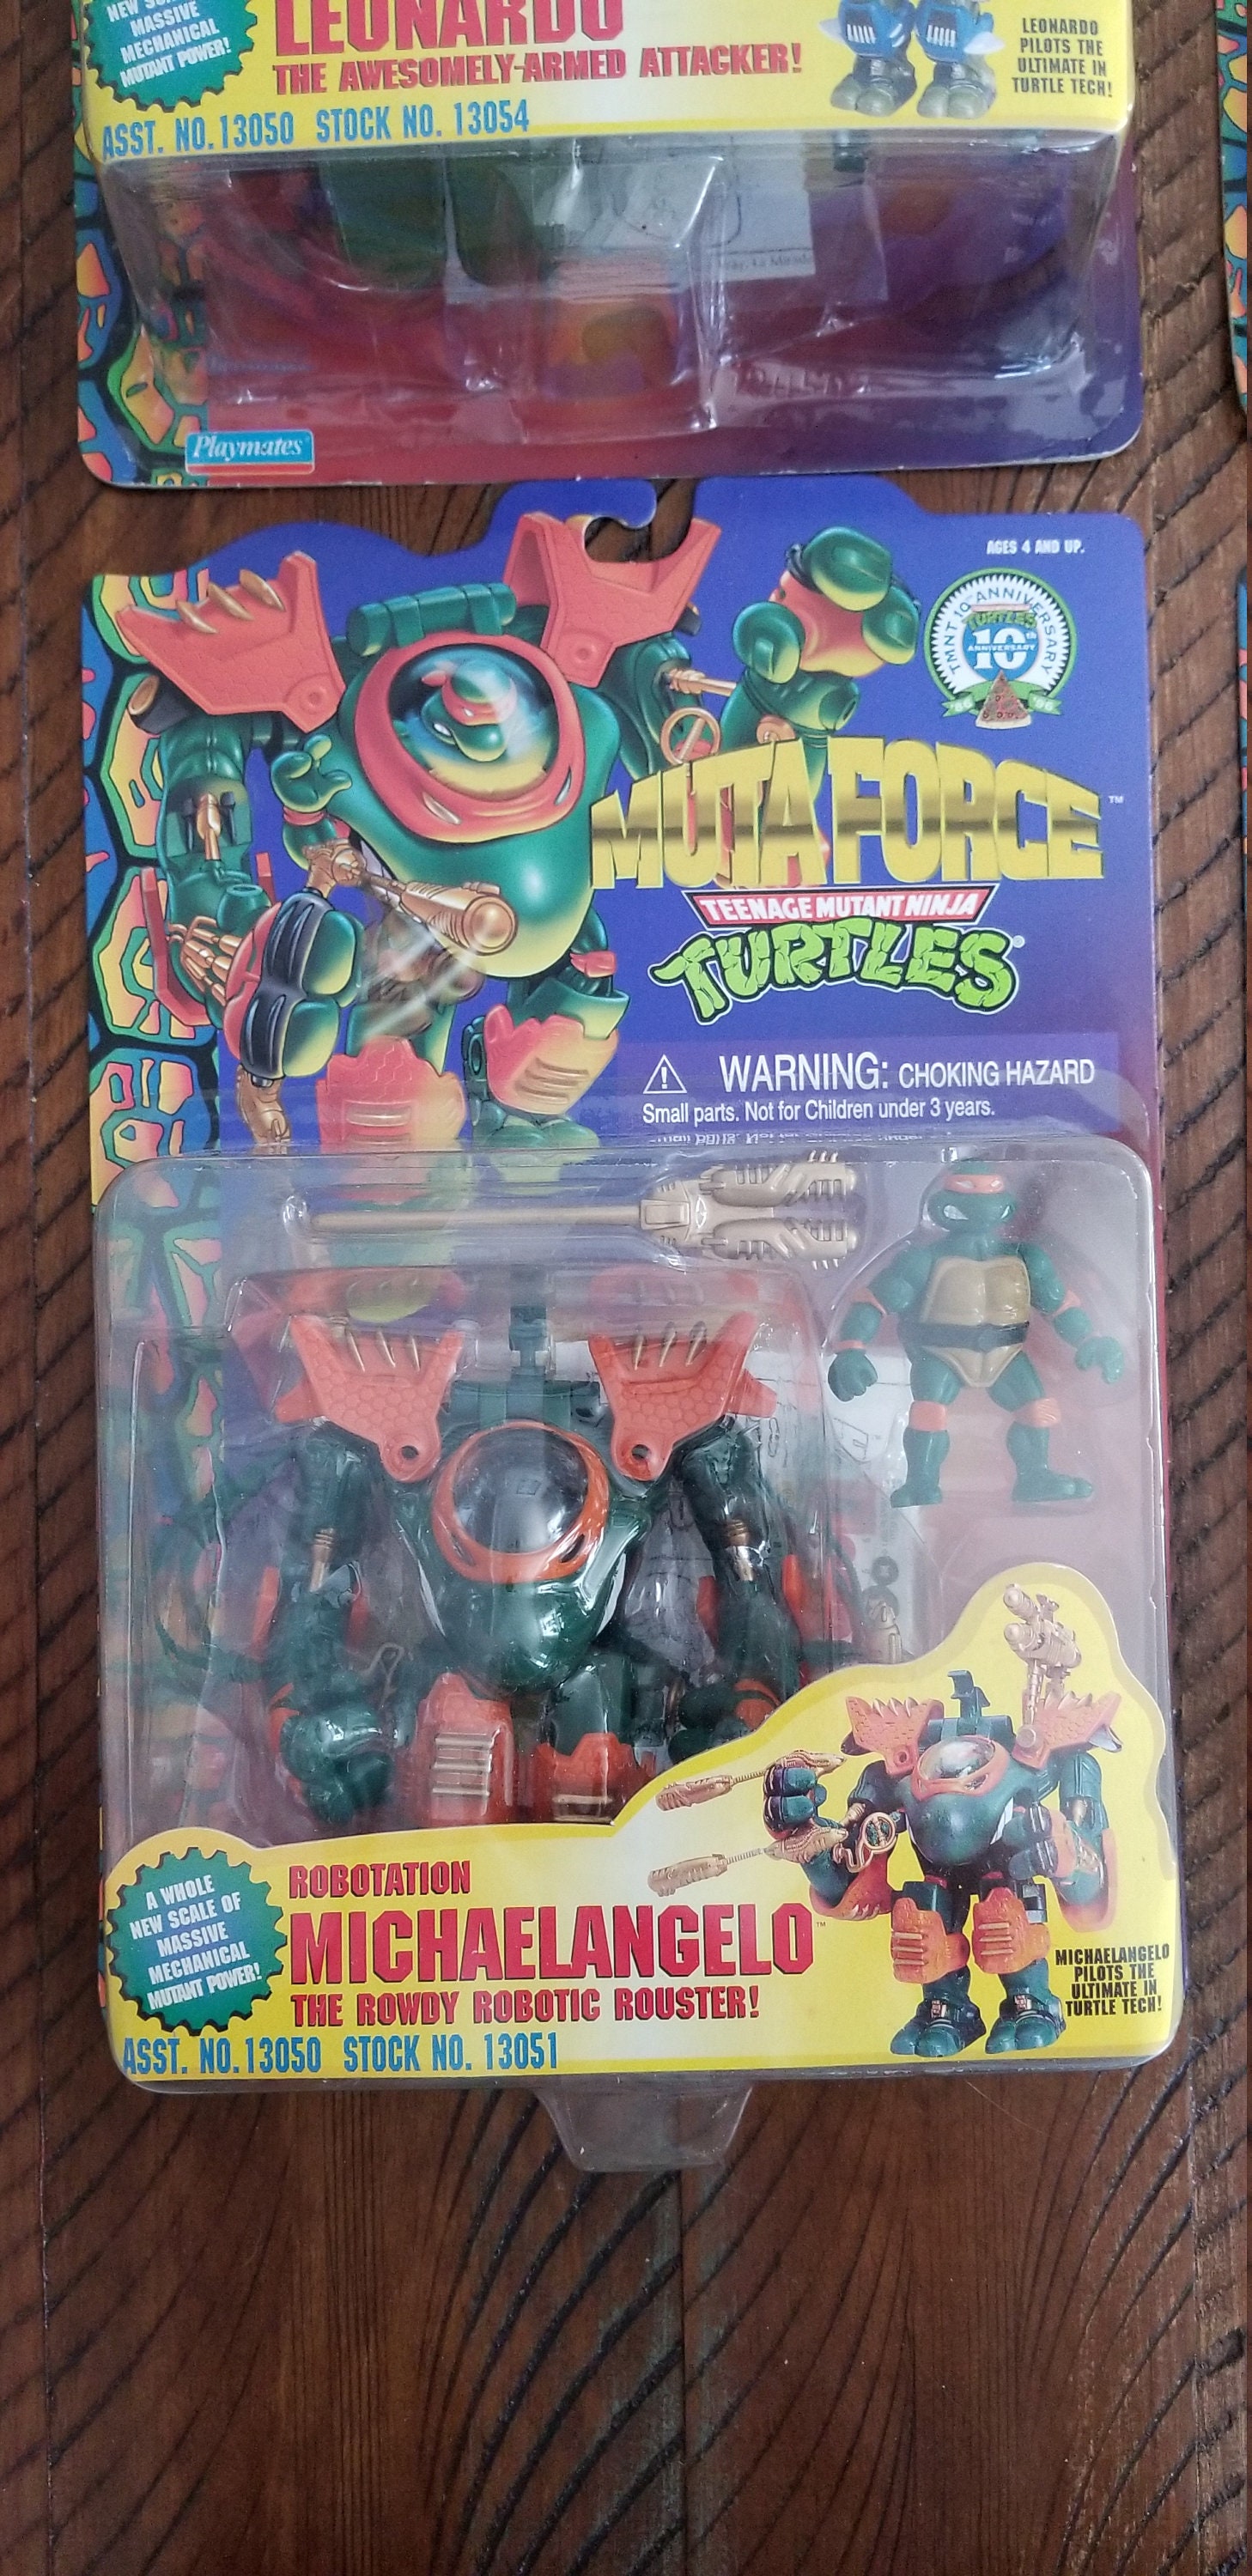 NEW
MASSIVE
MECHANICAL
MUTANT POWER!
LEONARDO
THE AWESOMELY-ARMED ATTACKER!
LEONARDO
PILOTS THE
ULTIMATE IN
TURTLE TECH!
ASST. NO.13050 STOCK NO. 13054
Playmates
AGES 4 AND UP.
TMNT 10TH ANNIVERSARY
TURTLES
10th
ANNIVERSARY
'86 '96
MUTA FORCE™
TEENAGE MUTANT NINJA
TURTLES®
WARNING: CHOKING HAZARD
Small parts. Not for Children under 3 years.
A WHOLE
NEW SCALE OF
MASSIVE
MECHANICAL
MUTANT POWER!
ROBOTATION
MICHAELANGELO™
THE ROWDY ROBOTIC ROUSTER!
MICHAELANGELO
PILOTS THE
ULTIMATE IN
TURTLE TECH!
ASST. NO.13050 STOCK NO. 13051